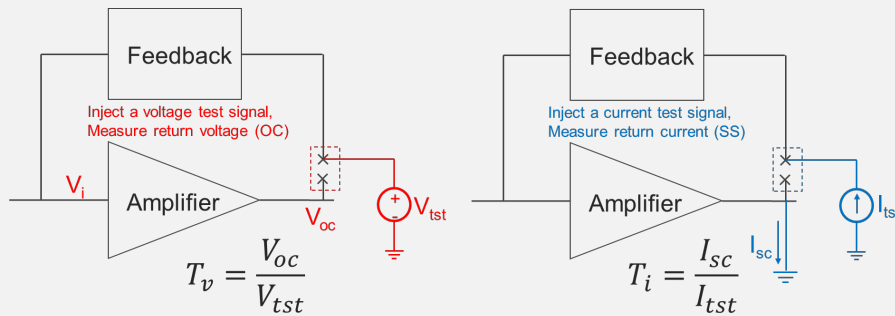 Feedback
Inject a voltage test signal,
Measure return voltage (OC)
Vi
Amplifier
+
-
Vtst
Voc
Tv = Voc / Vtst
Feedback
Inject a current test signal,
Measure return current (SS)
Amplifier
Its
Isc
Ti = Isc / Itst